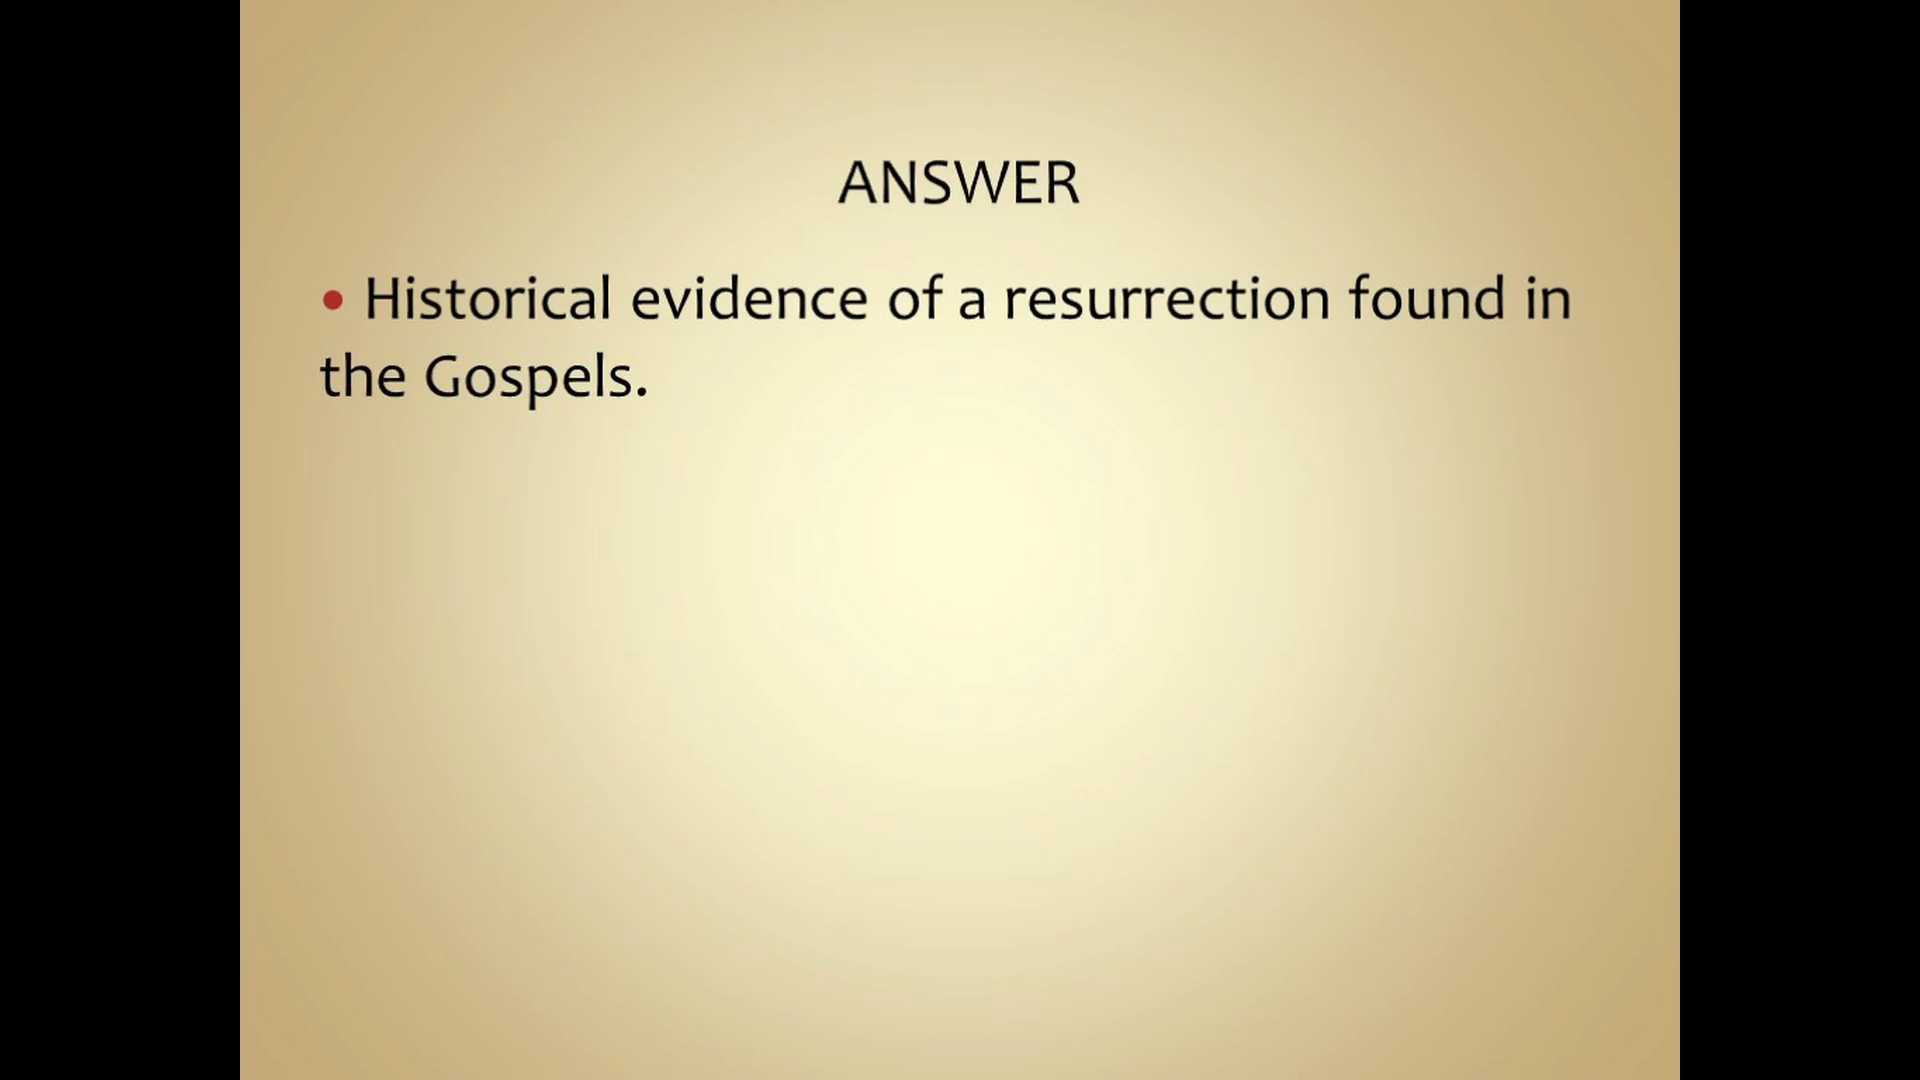 ANSWER
• Historical evidence of a resurrection found in
the Gospels.